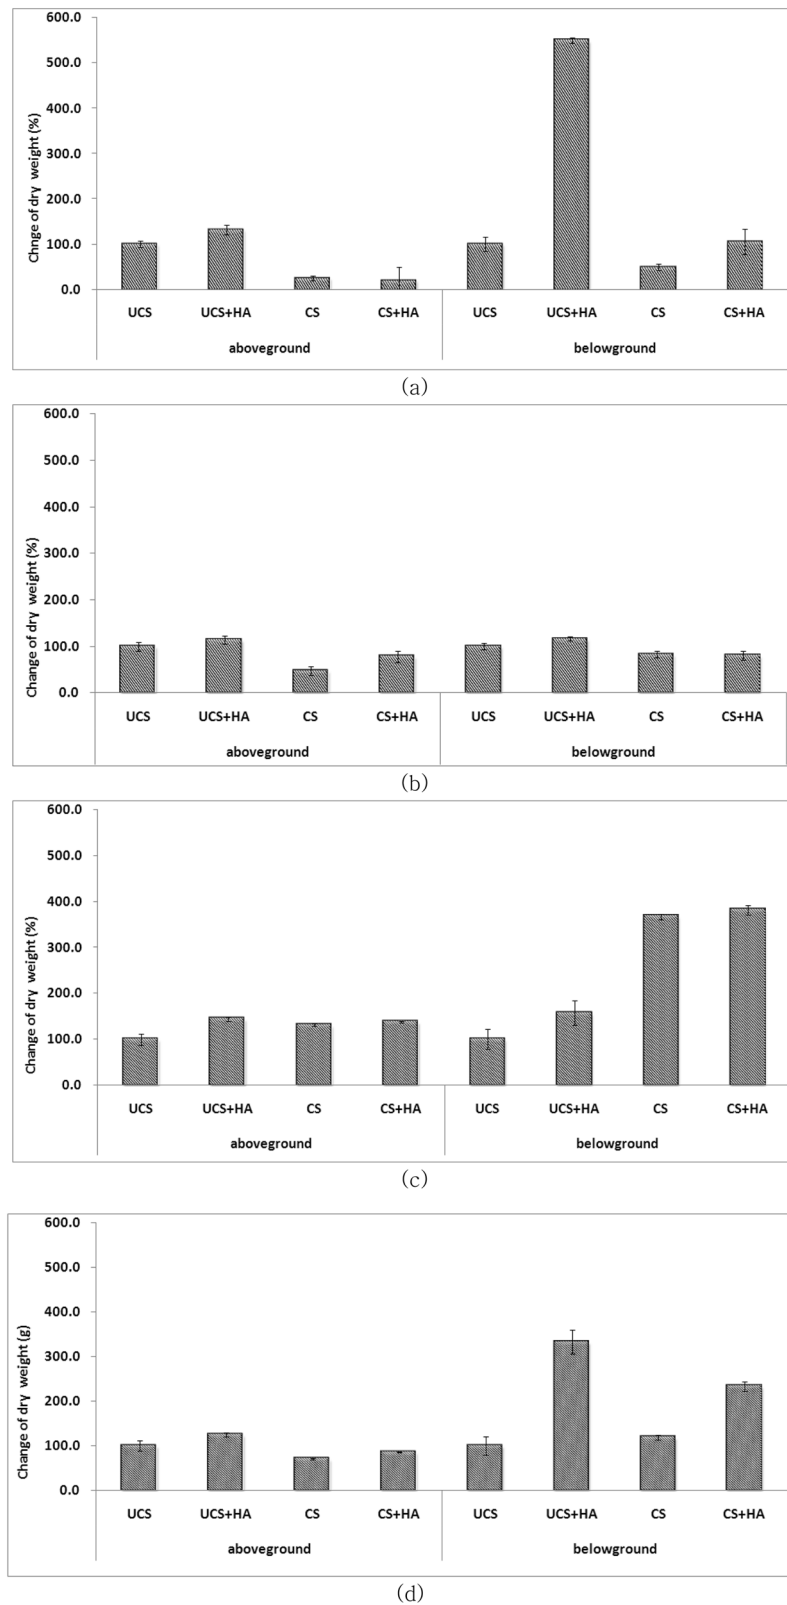 600.0
500.0
400.0
300.0
200.0
100.0
0.0
Chnge of dry weight (%)
UCS UCS+HA CS CS+HA UCS UCS+HA CS CS+HA
aboveground belowground
(a)
600.0
500.0
400.0
300.0
200.0
100.0
0.0
Change of dry weight (%)
UCS UCS+HA CS CS+HA UCS UCS+HA CS CS+HA
aboveground belowground
(b)
600.0
500.0
400.0
300.0
200.0
100.0
0.0
Change of dry weight (%)
UCS UCS+HA CS CS+HA UCS UCS+HA CS CS+HA
aboveground belowground
(c)
600.0
500.0
400.0
300.0
200.0
100.0
0.0
Change of dry weight (g)
UCS UCS+HA CS CS+HA UCS UCS+HA CS CS+HA
aboveground belowground
(d)